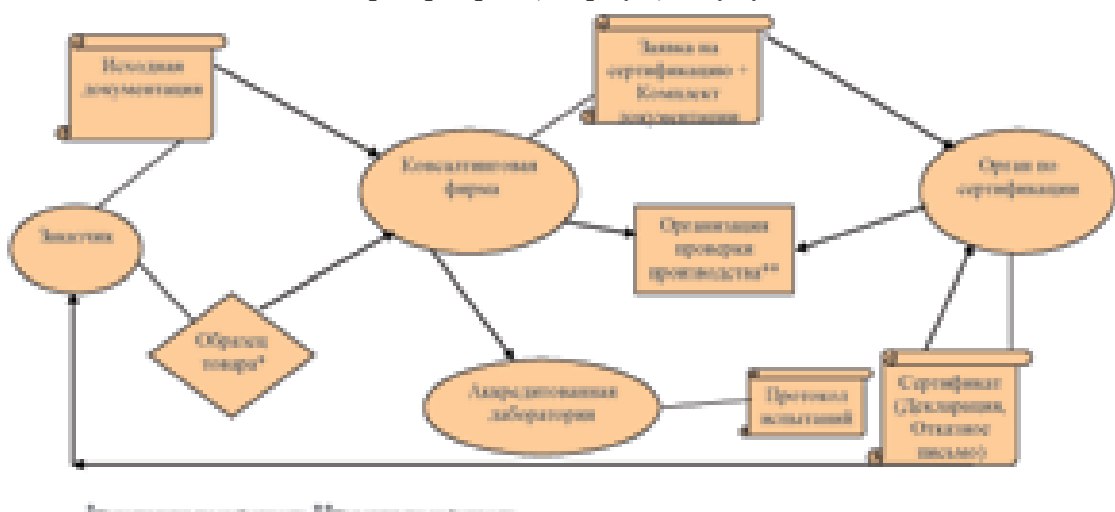 Исходная
документация
Заявка на
сертификацию +
Комплект
документации
Консалтинговая
фирма
Орган по
сертификации
Заказчик
Организация
проверки
производства**
Образец
товара*
Аккредитованная
лаборатория
Протокол
испытаний
Сертификат
(Декларация,
Отказное
письмо)